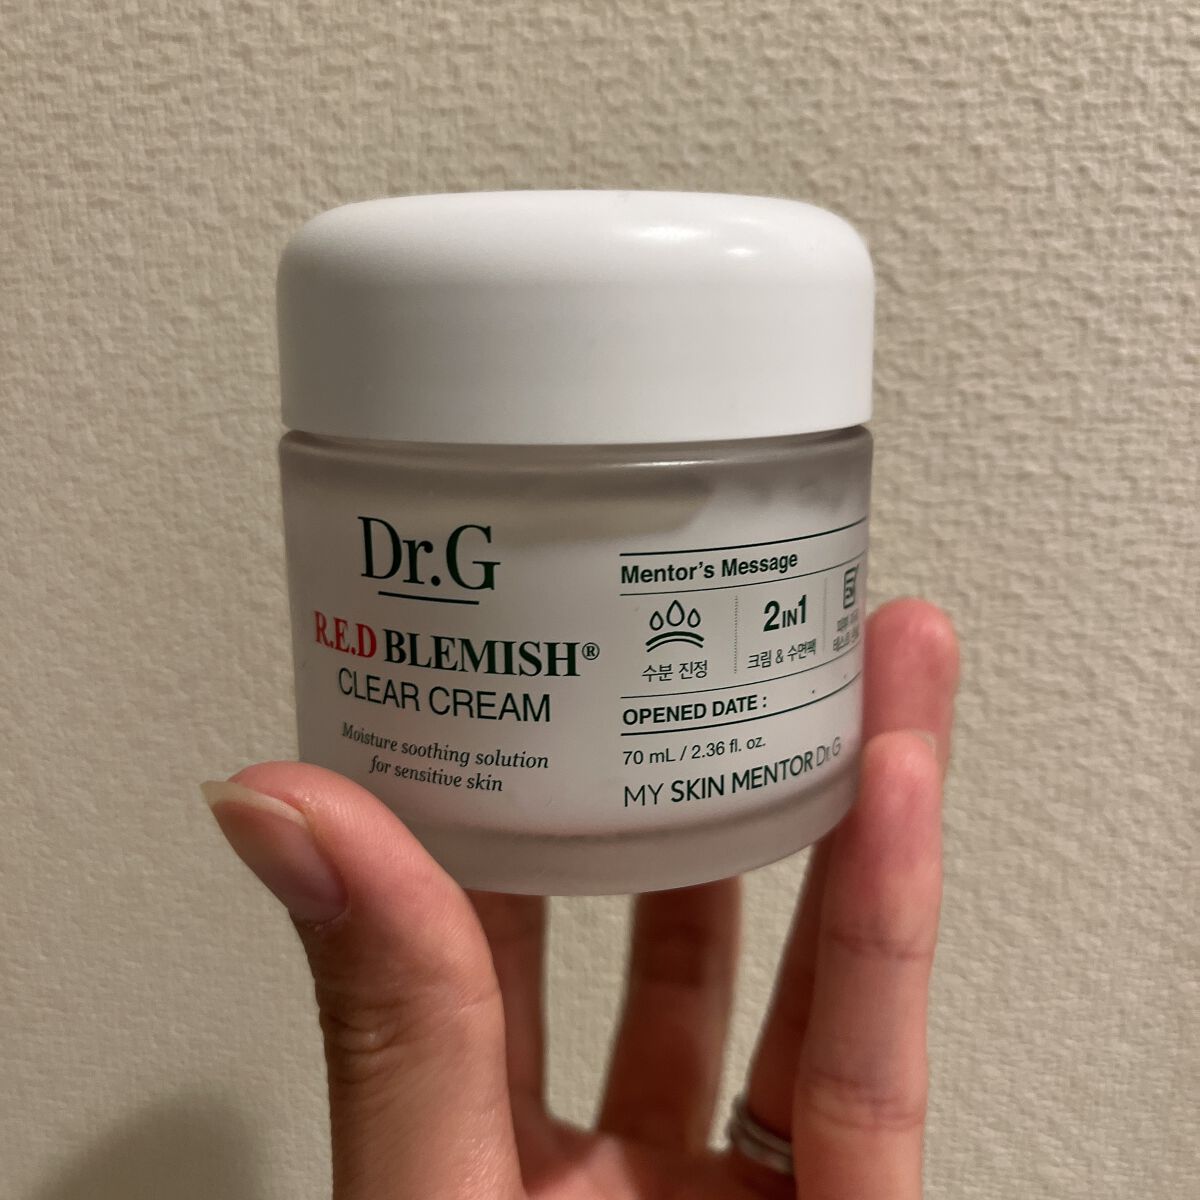 Dr.G
R.E.D BLEMISH®
CLEAR CREAM
Moisture soothing solution
for sensitive skin
Mentor's Message
수분 진정
2IN1
크림 & 수면팩
OPENED DATE : . .
70 mL / 2.36 fl. oz.
MY SKIN MENTOR Dr.G